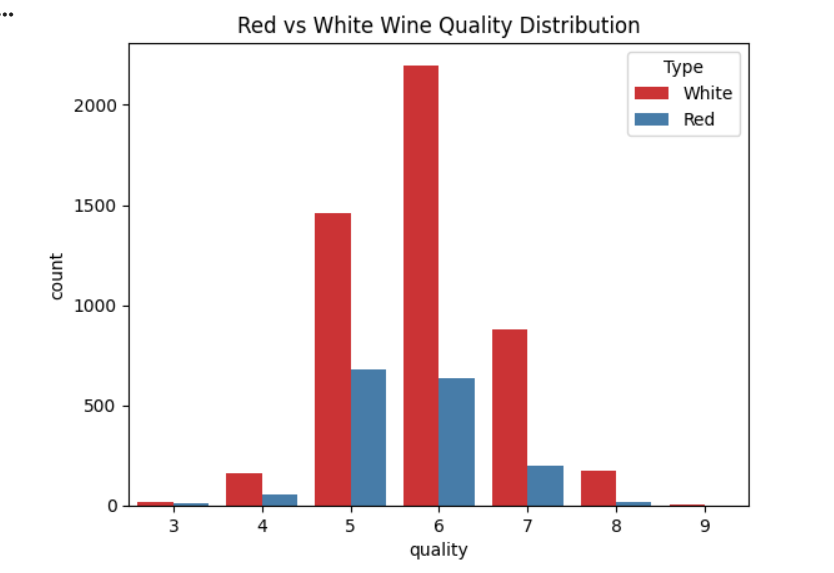 ...
Red vs White Wine Quality Distribution
Type
White
Red
2000
1500
1000
500
0
count
3 4 5 6 7 8 9
quality